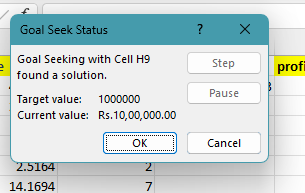 Goal Seek Status
?
Goal Seeking with Cell H9
found a solution.
Step
Pause
Target value: 1000000
Current value: Rs.10,00,000.00
OK
Cancel
profi
2.5164 2
14.1694 7